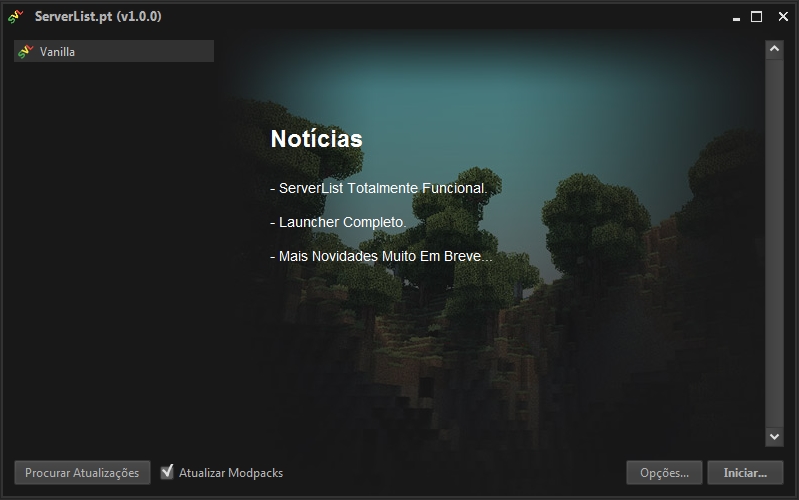 ServerList.pt (v1.0.0)
Vanilla
Notícias
- ServerList Totalmente Funcional.
- Launcher Completo.
- Mais Novidades Muito Em Breve...
Procurar Atualizações
Atualizar Modpacks
Opções...
Iniciar...